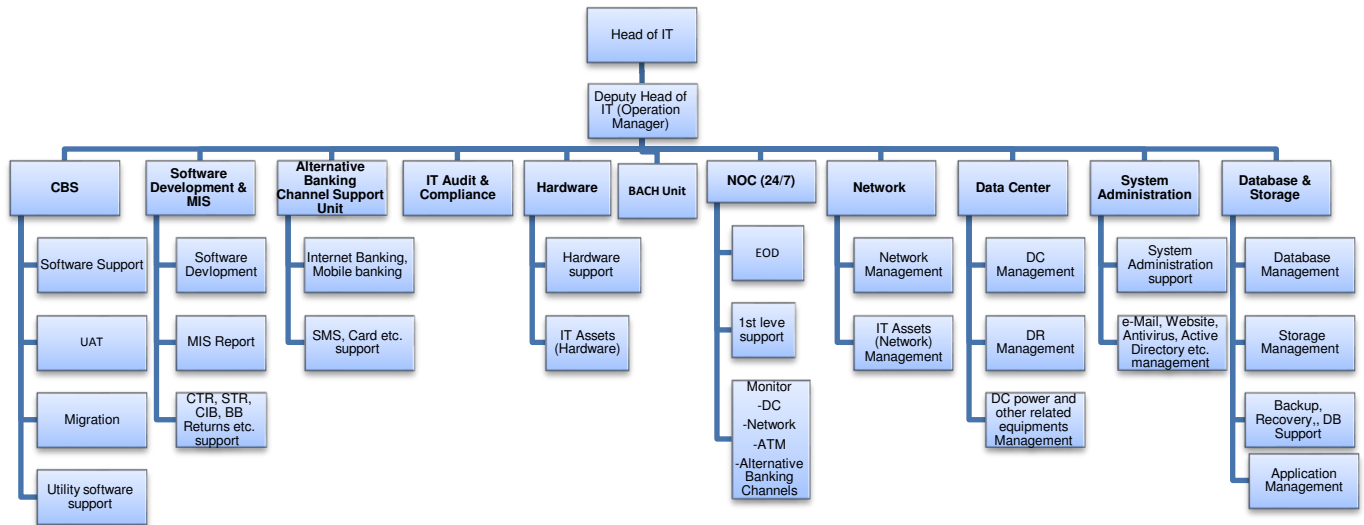 Head of IT
Deputy Head of
IT (Operation
Manager)
CBS
Software
Development &
MIS
Alternative
Banking
Channel Support
Unit
IT Audit &
Compliance
Hardware
BACH Unit
NOC (24/7)
Network
Data Center
System
Administration
Database &
Storage
Software Support
UAT
Migration
Utility software
support
Software
Devlopment
MIS Report
CTR, STR,
CIB, BB
Returns etc.
support
Internet Banking,
Mobile banking
SMS, Card etc.
support
Hardware
support
IT Assets
(Hardware)
EOD
1st leve
support
Monitor
-DC
-Network
-ATM
-Alternative
Banking
Channels
Network
Management
IT Assets
(Network)
Management
DC
Management
DR
Management
DC power and
other related
equipments
Management
System
Administration
support
e-Mail, Website,
Antivirus, Active
Directory etc.
management
Database
Management
Storage
Management
Backup,
Recovery,, DB
Support
Application
Management